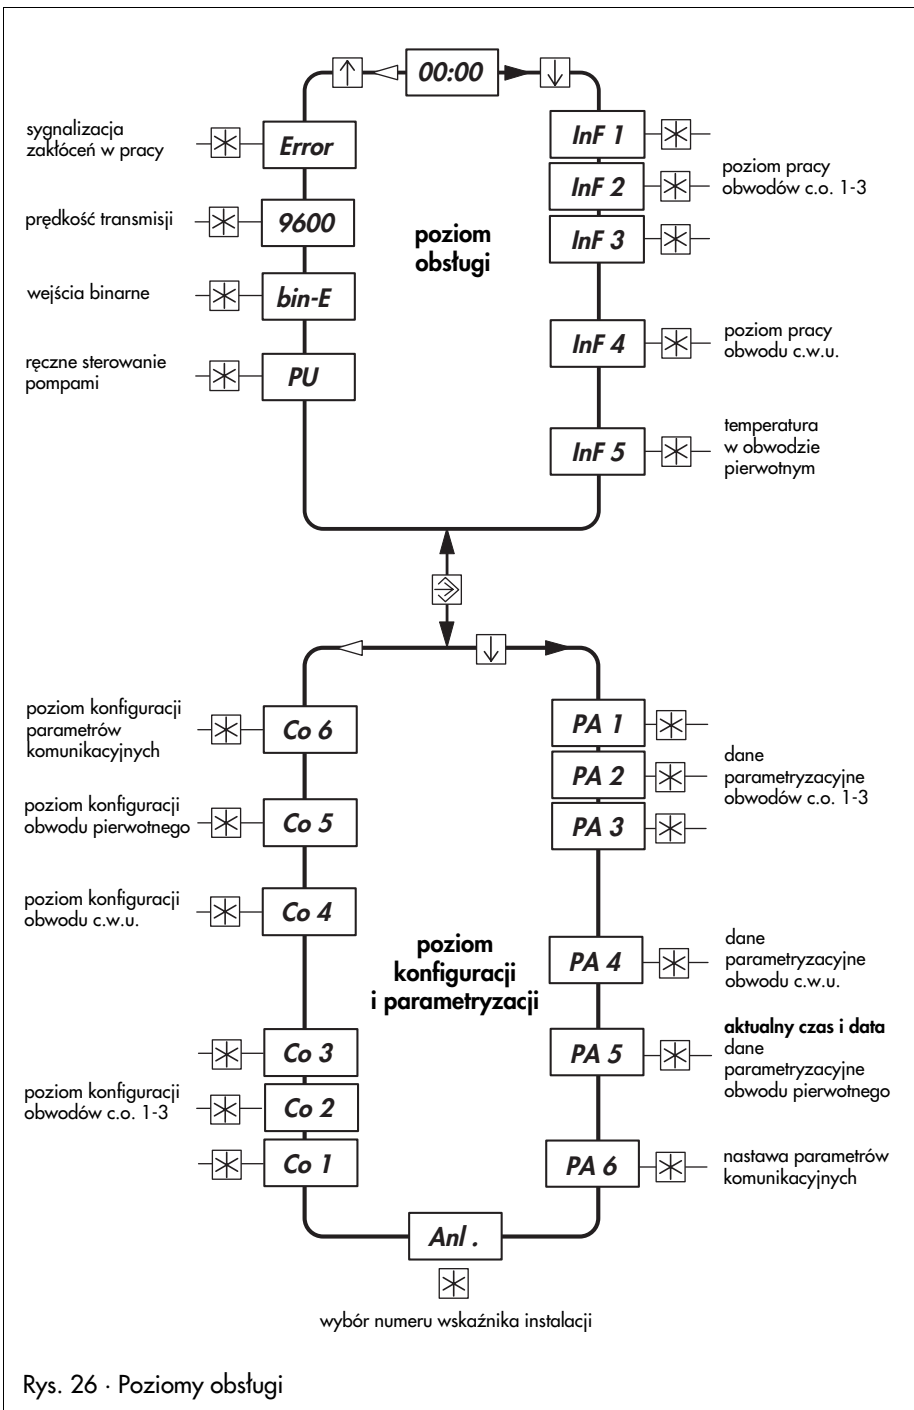 00:00
sygnalizacja
zakłóceń w pracy
Error
prędkość transmisji
9600
wejścia binarne
bin-E
ręczne sterowanie
pompami
PU
poziom
obsługi
InF 1
InF 2
InF 3
poziom pracy
obwodów c.o. 1-3
InF 4
poziom pracy
obwodu c.w.u.
InF 5
temperatura
w obwodzie
pierwotnym
poziom konfiguracji
parametrów
komunikacyjnych
Co 6
poziom konfiguracji
obwodu pierwotnego
Co 5
poziom konfiguracji
obwodu c.w.u.
Co 4
Co 3
poziom konfiguracji
obwodów c.o. 1-3
Co 2
Co 1
poziom
konfiguracji
i parametryzacji
PA 1
PA 2
PA 3
dane
parametryzacyjne
obwodów c.o. 1-3
PA 4
dane
parametryzacyjne
obwodu c.w.u.
PA 5
aktualny czas i data
dane
parametryzacyjne
obwodu pierwotnego
PA 6
nastawa parametrów
komunikacyjnych
Anl .
wybór numeru wskaźnika instalacji
Rys. 26 · Poziomy obsługi